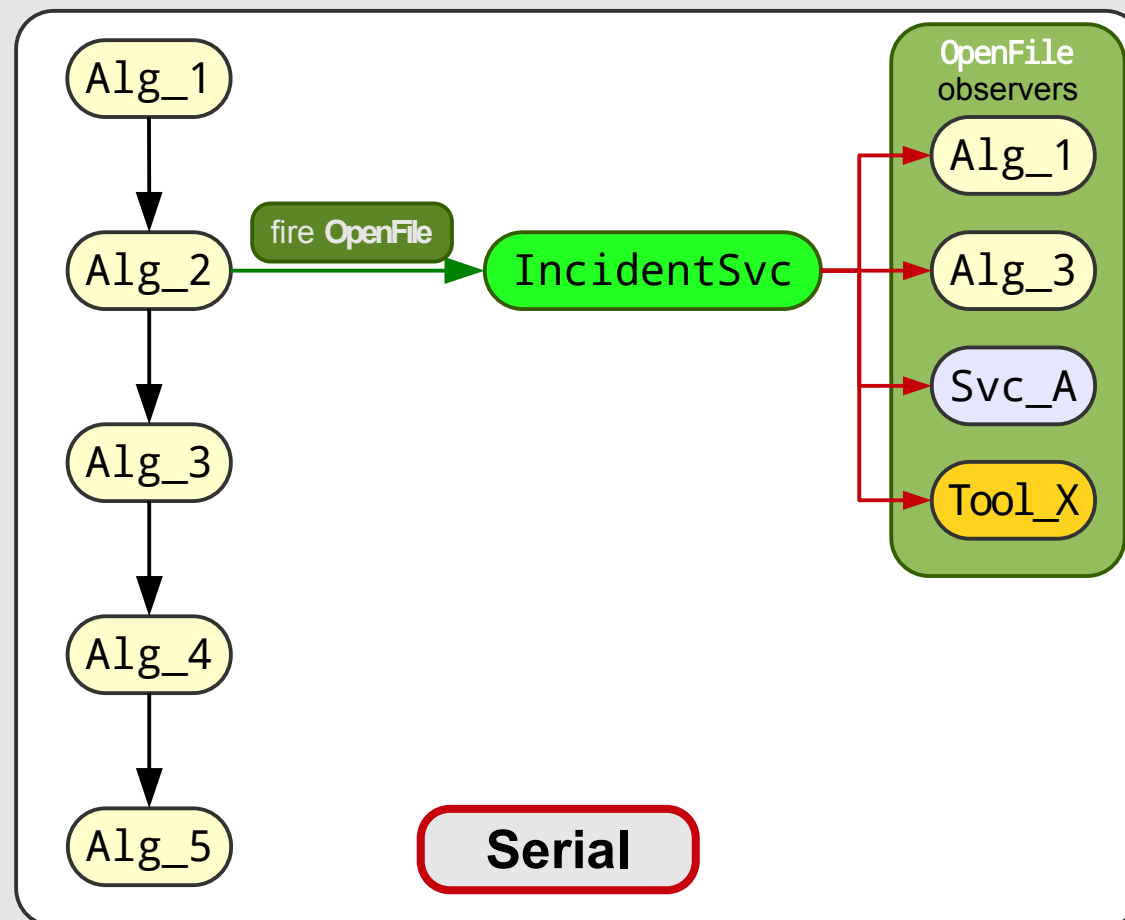 Alg_1
Alg_2
Alg_3
Alg_4
Alg_5
fire OpenFile
IncidentSvc
OpenFile
observers
Alg_1
Alg_3
Svc_A
Tool_X
Serial